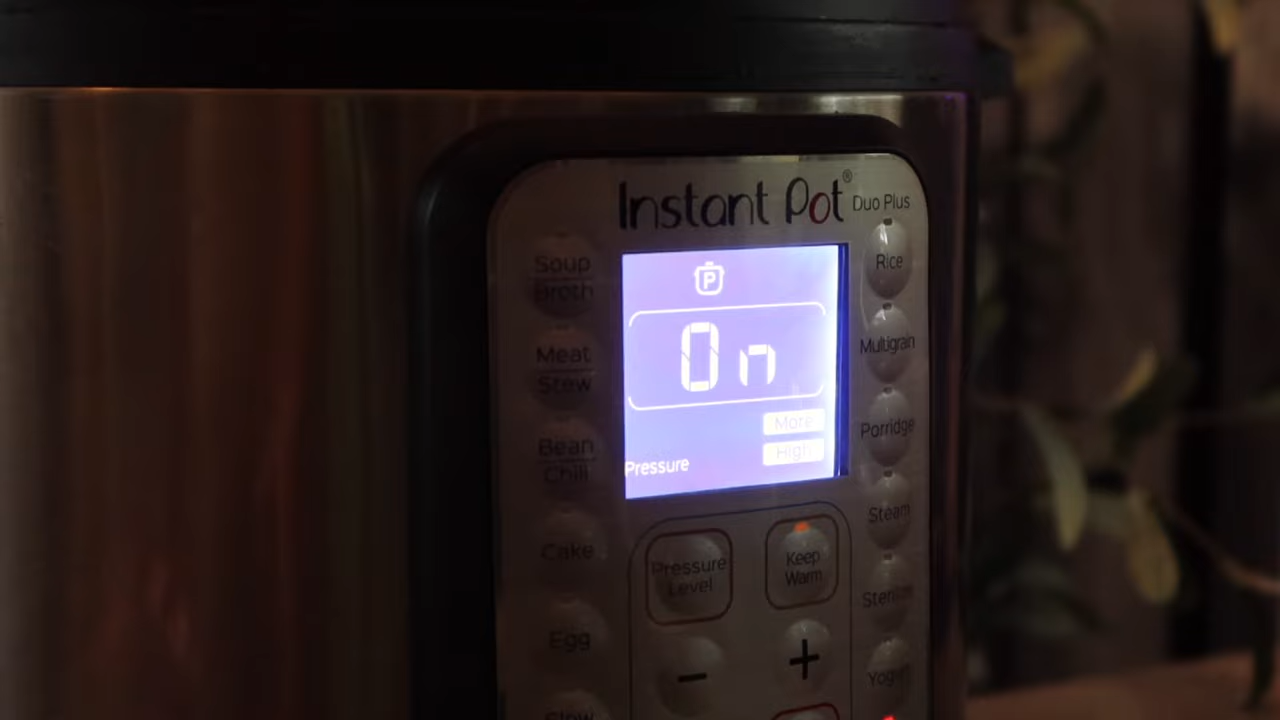 Instant Pot®
Duo Plus
Soup
Broth
Meat
Stew
Bean
Chili
Cake
Egg
Slow
P
On
More
High
Pressure
Pressure
Level
Keep
Warm
-
+
Rice
Multigrain
Porridge
Steam
Sterilize
Yogurt